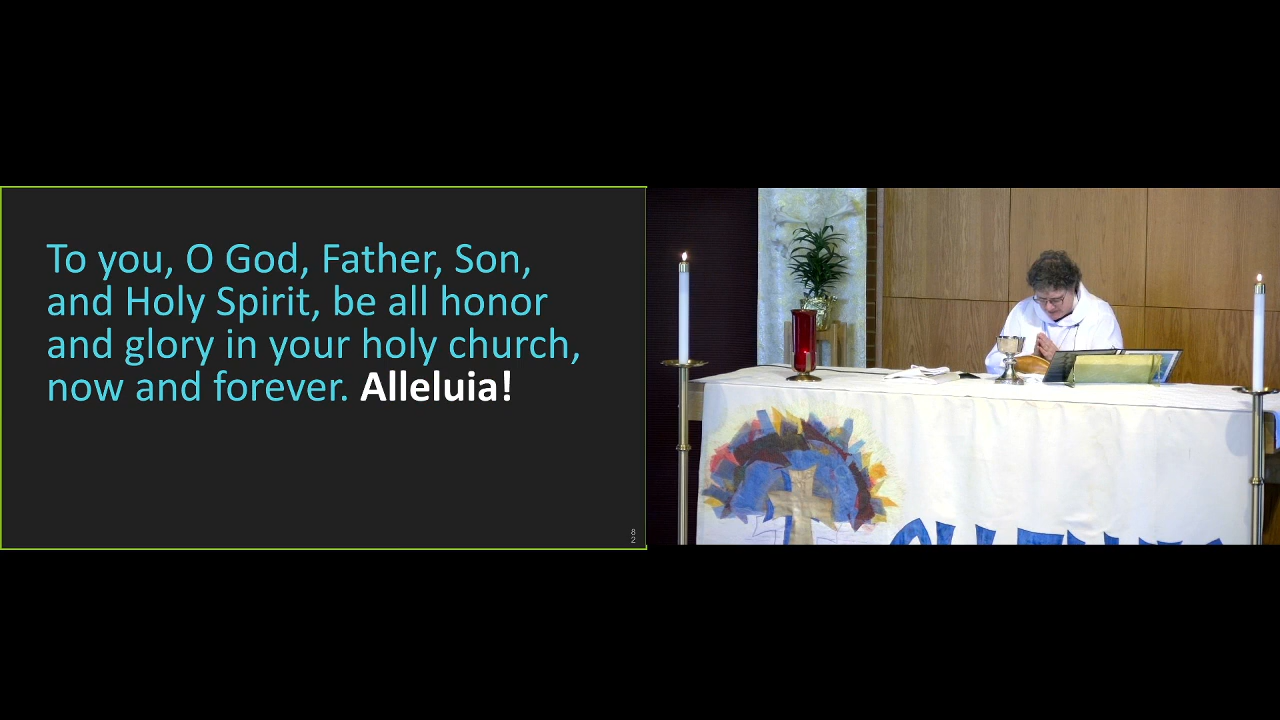 To you, O God, Father, Son,
and Holy Spirit, be all honor
and glory in your holy church,
now and forever. Alleluia!
82